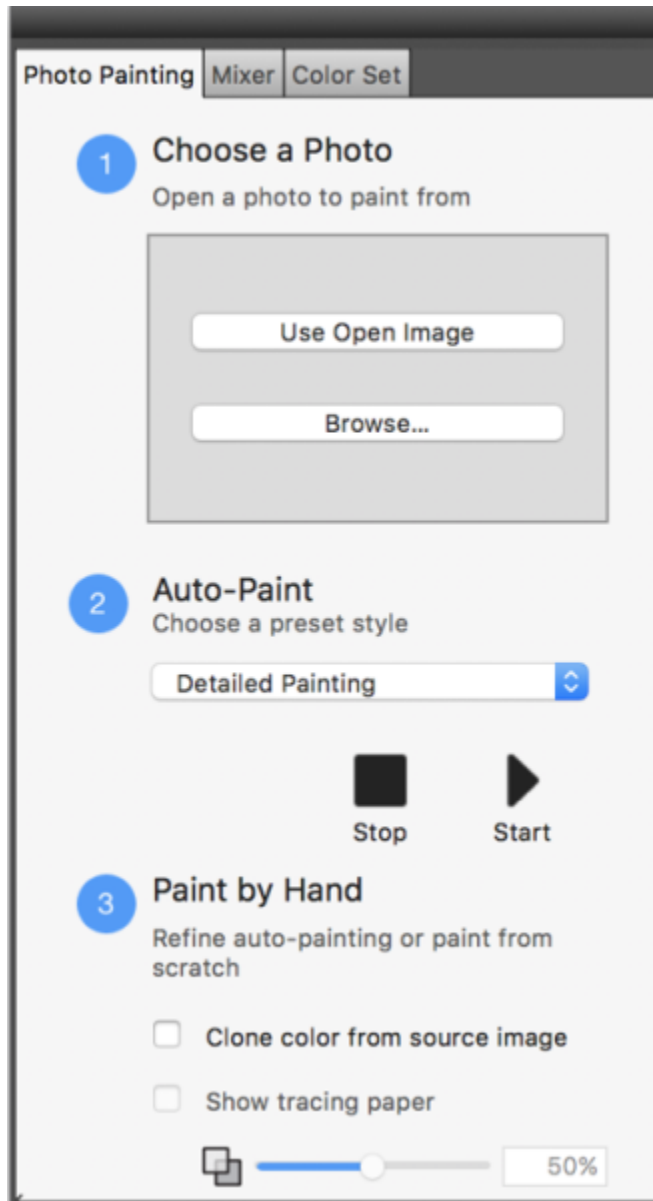 Photo Painting Mixer Color Set
1
Choose a Photo
Open a photo to paint from
Use Open Image
Browse...
2
Auto-Paint
Choose a preset style
Detailed Painting
Stop Start
3
Paint by Hand
Refine auto-painting or paint from
scratch
Clone color from source image
Show tracing paper
50%